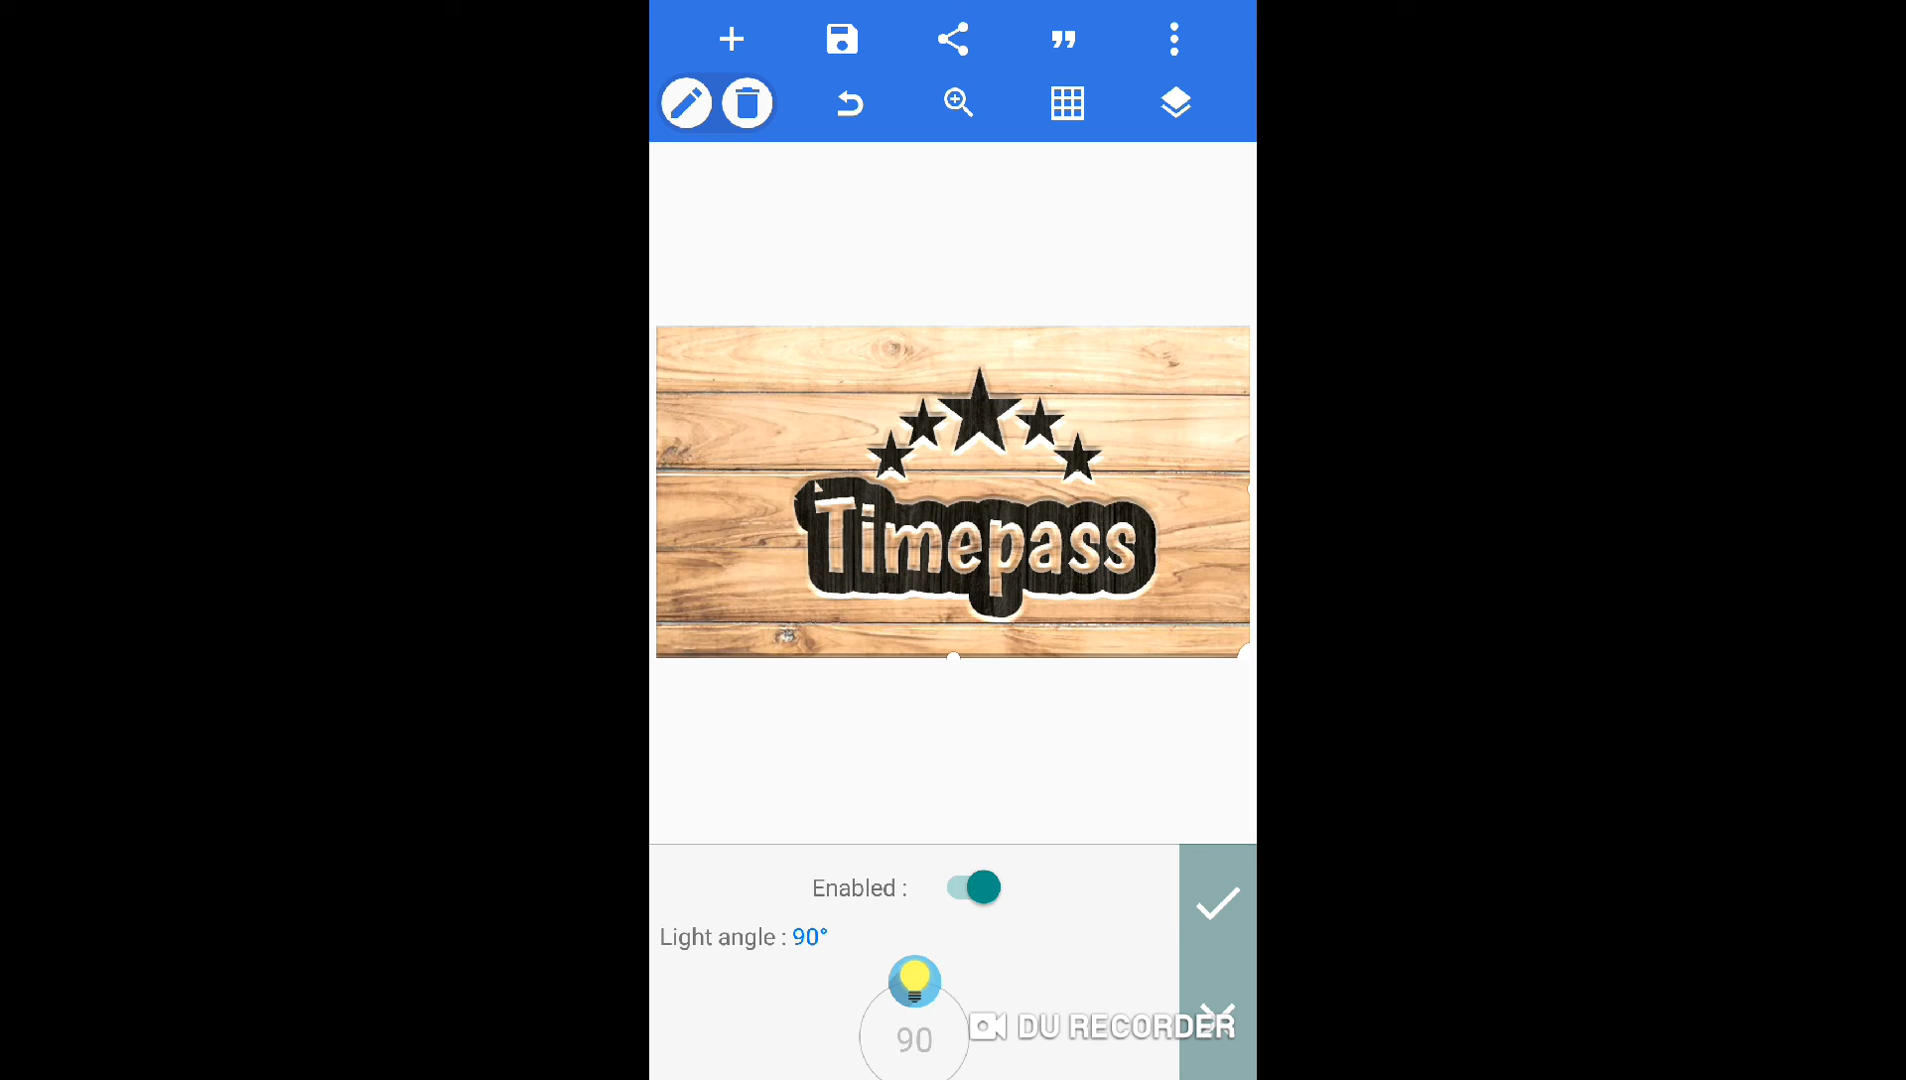 Timepass
Enabled :
Light angle : 90°
90
DU RECORDER